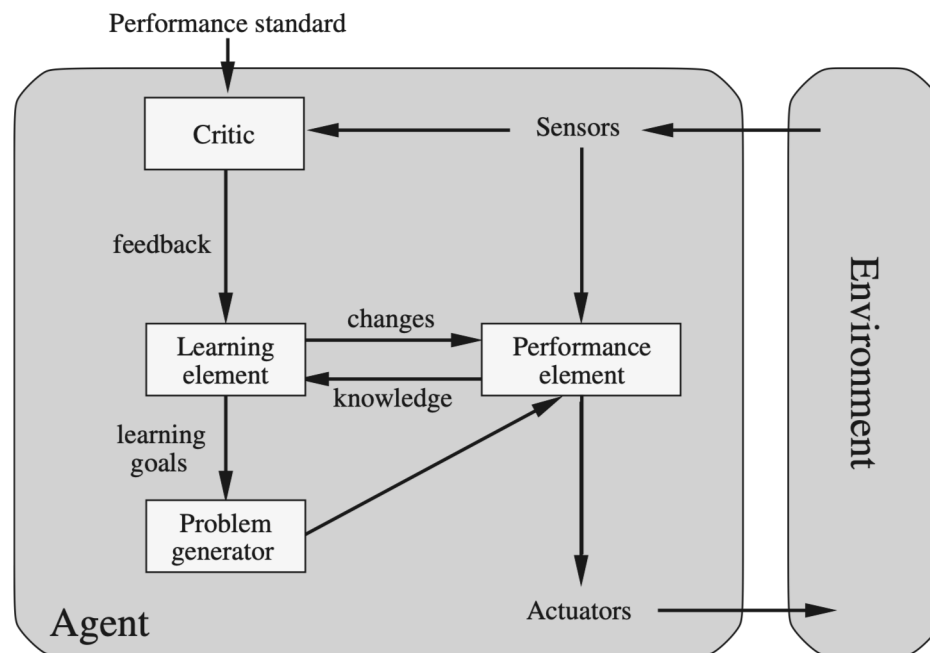 Performance standard
Critic
Sensors
feedback
changes
Learning
element
Performance
element
knowledge
learning
goals
Problem
generator
Agent
Actuators
Environment